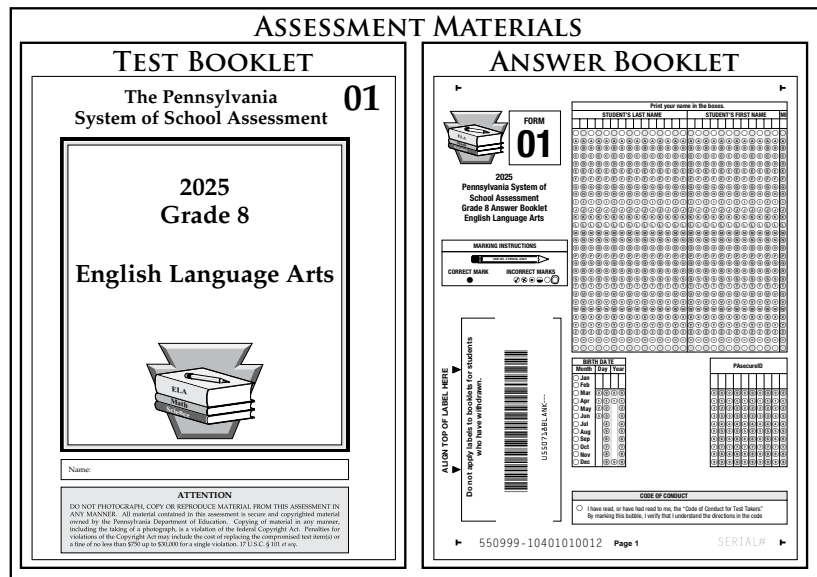 ASSESSMENT MATERIALS
TEST BOOKLET
The Pennsylvania
System of School Assessment
01
2025
Grade 8
English Language Arts
ELA
Math
Science
Name:
ATTENTION
DO NOT PHOTOGRAPH, COPY OR REPRODUCE MATERIAL FROM THIS ASSESSMENT IN
ANY MANNER. All material contained in this assessment is secure and copyrighted material
owned by the Pennsylvania Department of Education. Copying of material in any manner,
including the taking of a photograph, is a violation of the federal Copyright Act. Penalties for
violations of the Copyright Act may include the cost of replacing the compromised test item(s) or
a fine of no less than $750 up to $30,000 for a single violation. 17 U.S.C. § 101 et seq.
ANSWER BOOKLET
FORM
01
2025
Pennsylvania System of
School Assessment
Grade 8 Answer Booklet
English Language Arts
MARKING INSTRUCTIONS
CORRECT MARK
INCORRECT MARKS
Print your name in the boxes.
STUDENT'S LAST NAME
STUDENT'S FIRST NAME
MI
ALIGN TOP OF LABEL HERE
Do not apply labels to booklets for students
who have withdrawn.
BIRTH DATE
Month Day Year
Jan
Feb
Mar
Apr
May
Jun
Jul
Aug
Sep
Oct
Nov
Dec
PAsecureID
CODE OF CONDUCT
I have read, or have had read to me, the "Code of Conduct for Test Takers."
By marking this bubble, I verify that I understand the directions in the code
550999-10401010012
Page 1
SERIAL#